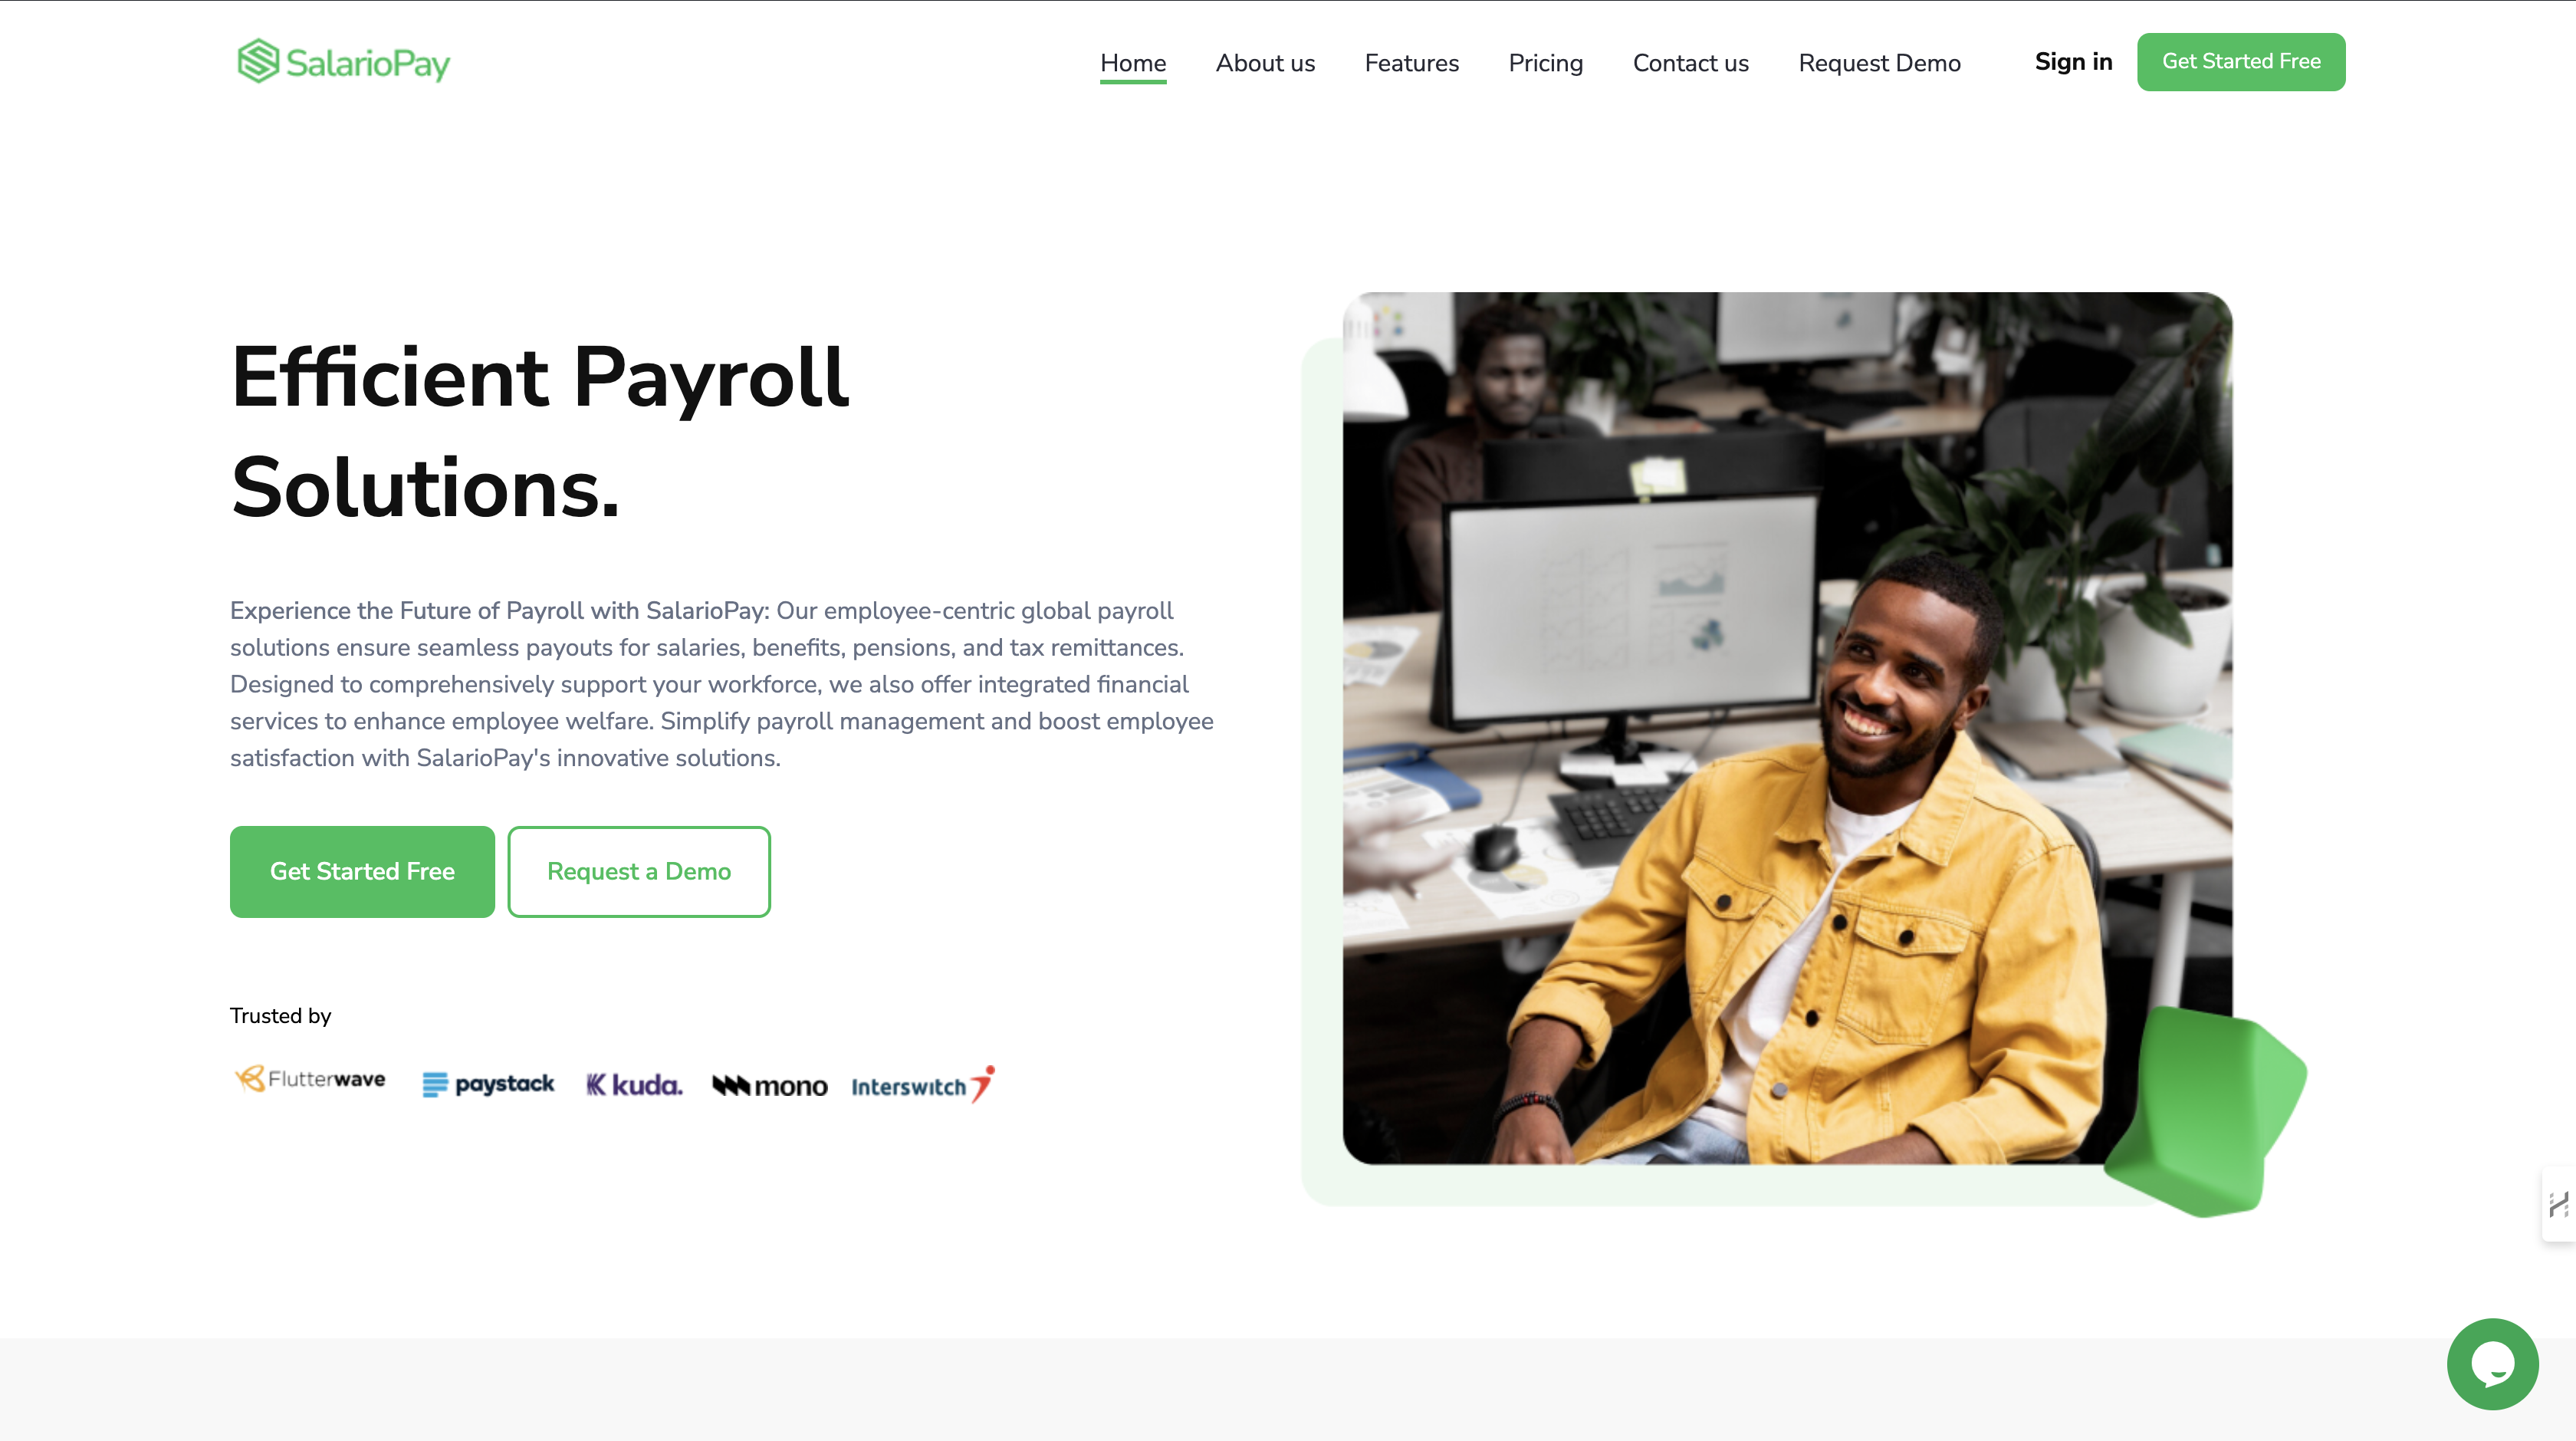 SalarioPay
Home
About us
Features
Pricing
Contact us
Request Demo
Sign in
Get Started Free
Efficient Payroll
Solutions.
Experience the Future of Payroll with SalarioPay: Our employee-centric global payroll
solutions ensure seamless payouts for salaries, benefits, pensions, and tax remittances.
Designed to comprehensively support your workforce, we also offer integrated financial
services to enhance employee welfare. Simplify payroll management and boost employee
satisfaction with SalarioPay's innovative solutions.
Get Started Free
Request a Demo
Trusted by
Flutterwave
paystack
kuda.
mono
Interswitch